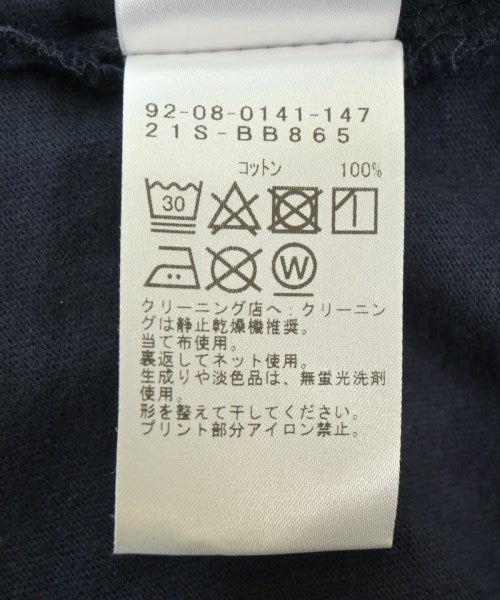 92-08-0141-147
21S-BB865
コットン 100%
30
W
クリーニング店へ:クリーニン
グは静止乾燥機推奨。
当て布使用。
裏返してネット使用。
生成りや淡色品は、無蛍光洗剤
使用。
形を整えて干してください。
プリント部分アイロン禁止。